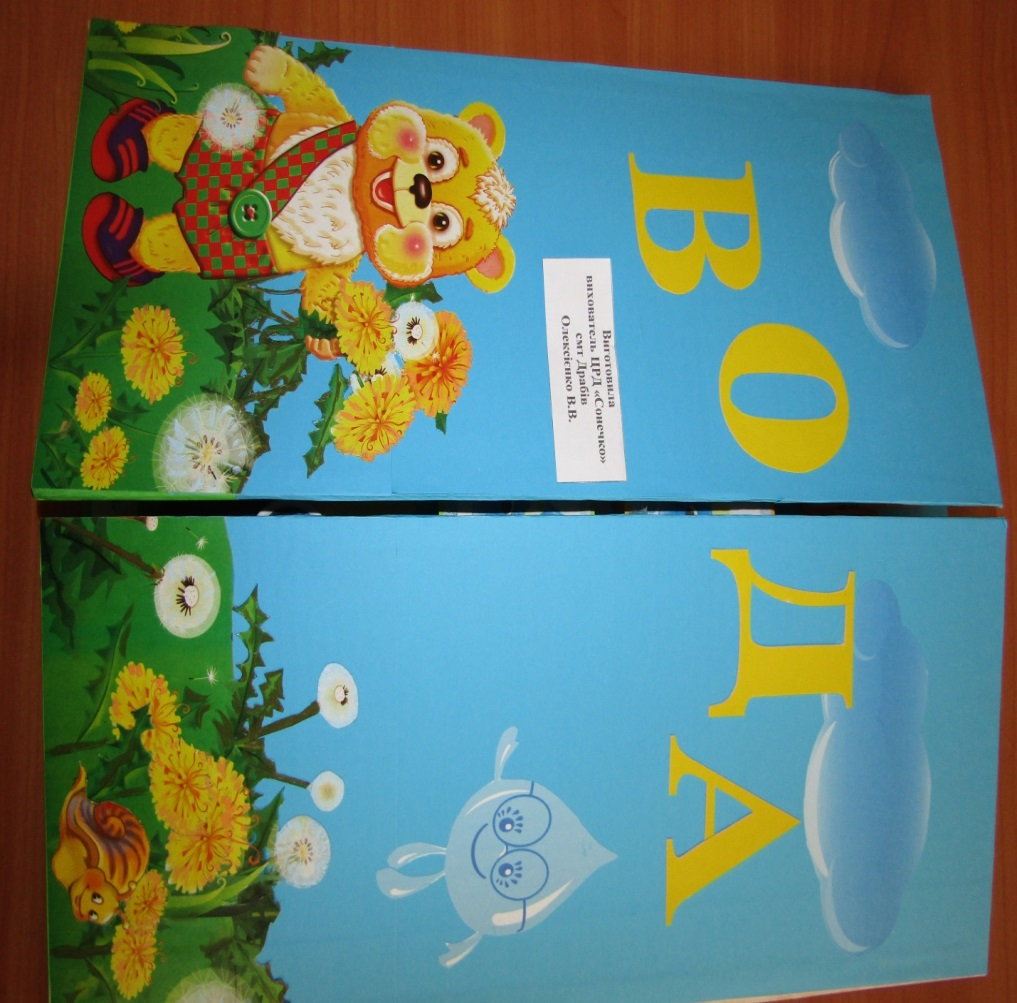 ВОДА
Виготовила
вихователь ЦРД «Сонечко»
смт Драбів
Олексієнко В.В.